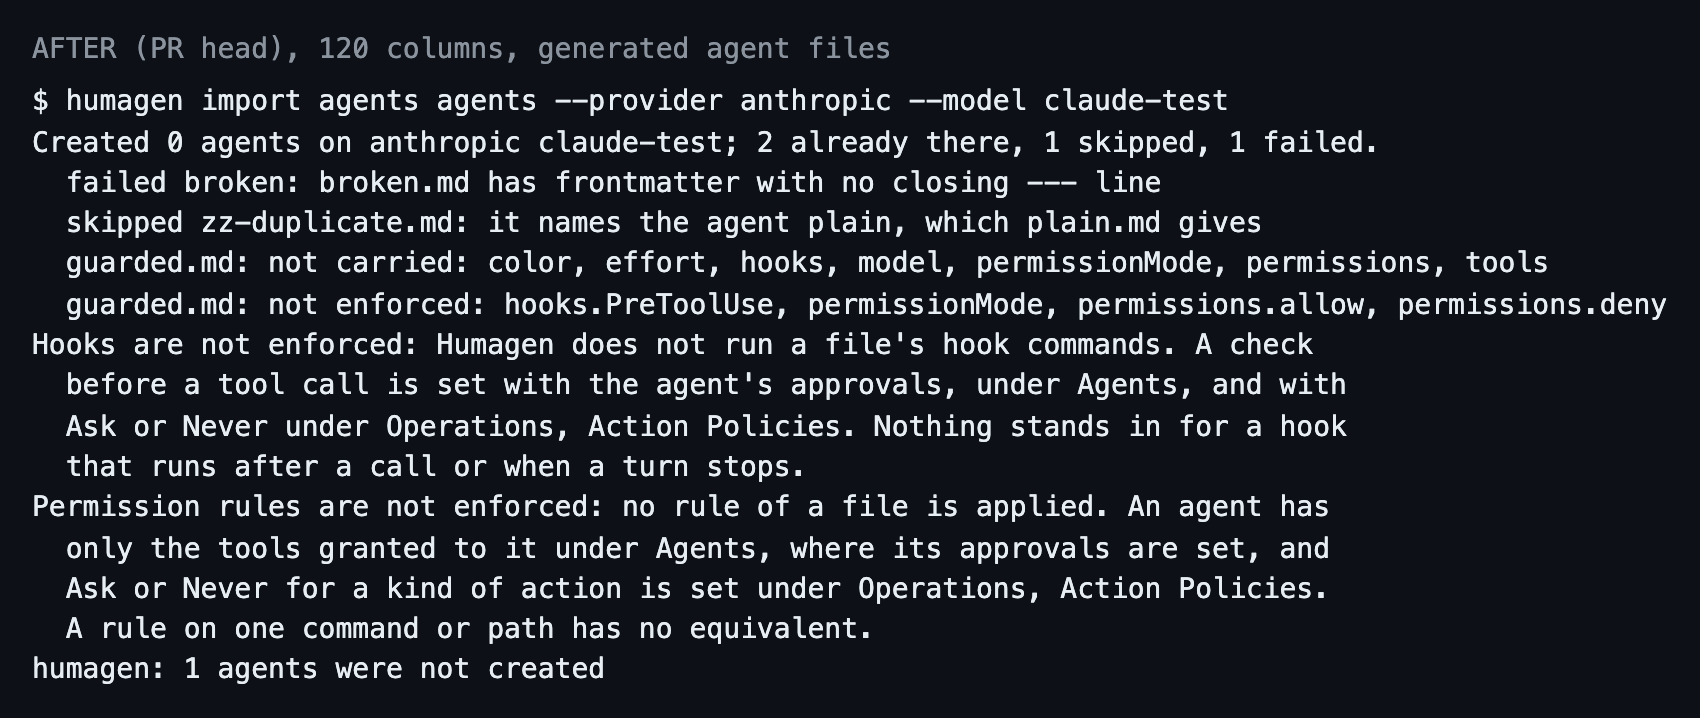 AFTER (PR head), 120 columns, generated agent files
$ humagen import agents agents --provider anthropic --model claude-test
Created 0 agents on anthropic claude-test; 2 already there, 1 skipped, 1 failed.
  failed broken: broken.md has frontmatter with no closing --- line
  skipped zz-duplicate.md: it names the agent plain, which plain.md gives
  guarded.md: not carried: color, effort, hooks, model, permissionMode, permissions, tools
  guarded.md: not enforced: hooks.PreToolUse, permissionMode, permissions.allow, permissions.deny
Hooks are not enforced: Humagen does not run a file's hook commands. A check
  before a tool call is set with the agent's approvals, under Agents, and with
  Ask or Never under Operations, Action Policies. Nothing stands in for a hook
  that runs after a call or when a turn stops.
Permission rules are not enforced: no rule of a file is applied. An agent has
  only the tools granted to it under Agents, where its approvals are set, and
  Ask or Never for a kind of action is set under Operations, Action Policies.
  A rule on one command or path has no equivalent.
humagen: 1 agents were not created